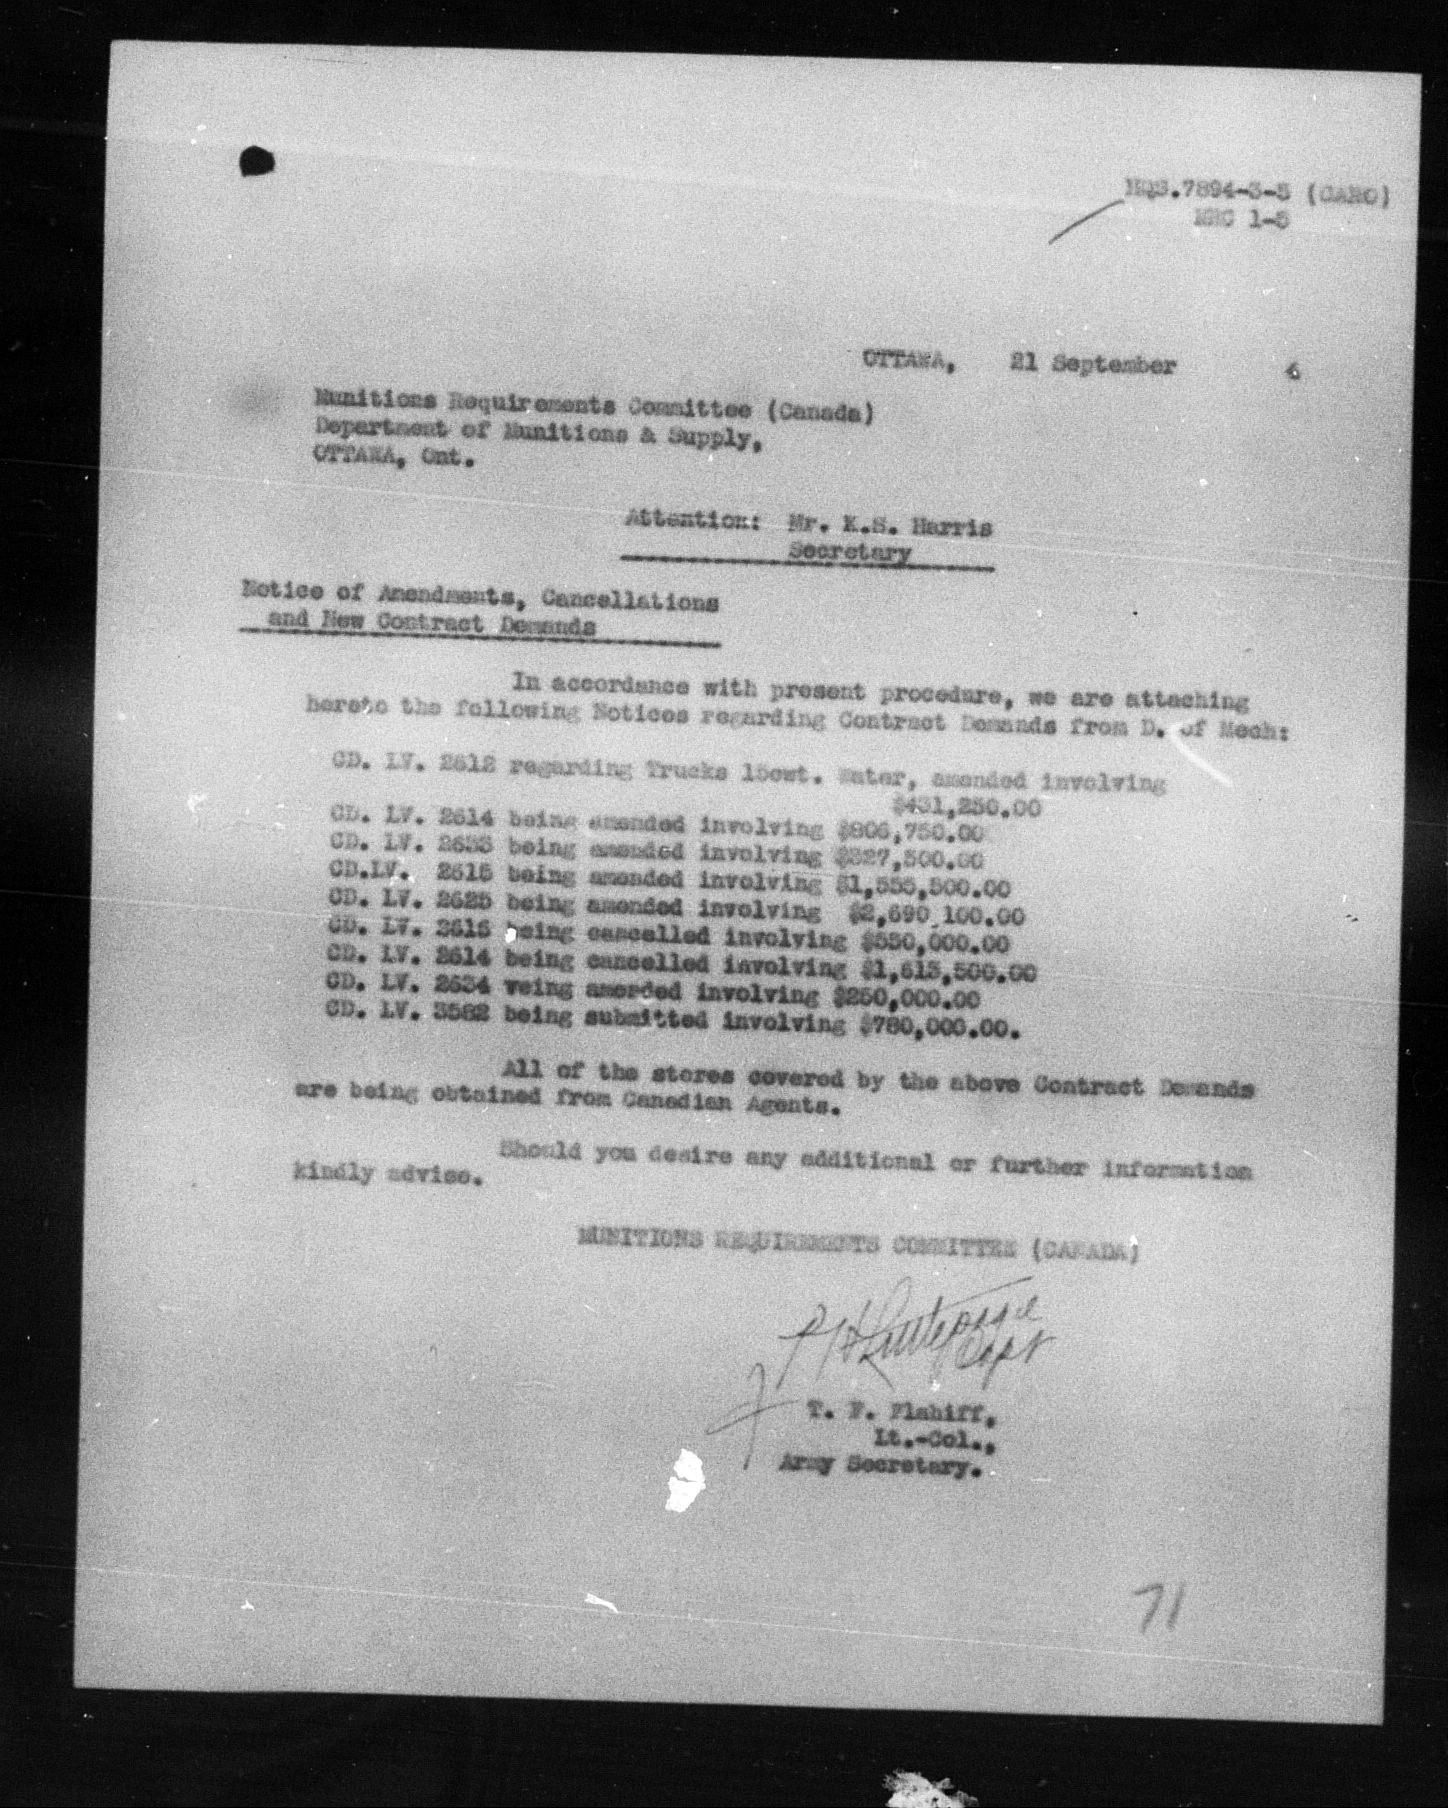 HQS.7894-3-5 (CARO)
MRC 1-5
OTTAWA, 21 September
Munitions Requirements Committee (Canada)
Department of Munitions & Supply,
OTTAWA, Ont.
Attention: Mr. K.S. Harris
Secretary
Notice of Amendments, Cancellations
and New Contract Demands
In accordance with present procedure, we are attaching
hereto the following Notices regarding Contract Demands from D. of Mech:
CD. LV. 2612 regarding Trucks 15cwt. Water, amended involving
$431,250.00
CD. LV. 2614 being amended involving $806,750.00
CD. LV. 2633 being amended involving $327,500.00
CD.LV. 2615 being amended involving $1,555,500.00
CD. LV. 2625 being amended involving $2,690,100.00
CD. LV. 2616 being cancelled involving $550,000.00
CD. LV. 2614 being cancelled involving $1,613,500.00
CD. LV. 2634 veing amended involving $250,000.00
CD. LV. 3582 being submitted involving $780,000.00.
All of the stores covered by the above Contract Demands
are being obtained from Canadian Agents.
Should you desire any additional or further information
kindly advise.
MUNITIONS REQUIREMENTS COMMITTEE (CANADA)
Capt
T. F. Flahiff,
Lt.-Col.,
Army Secretary.
71